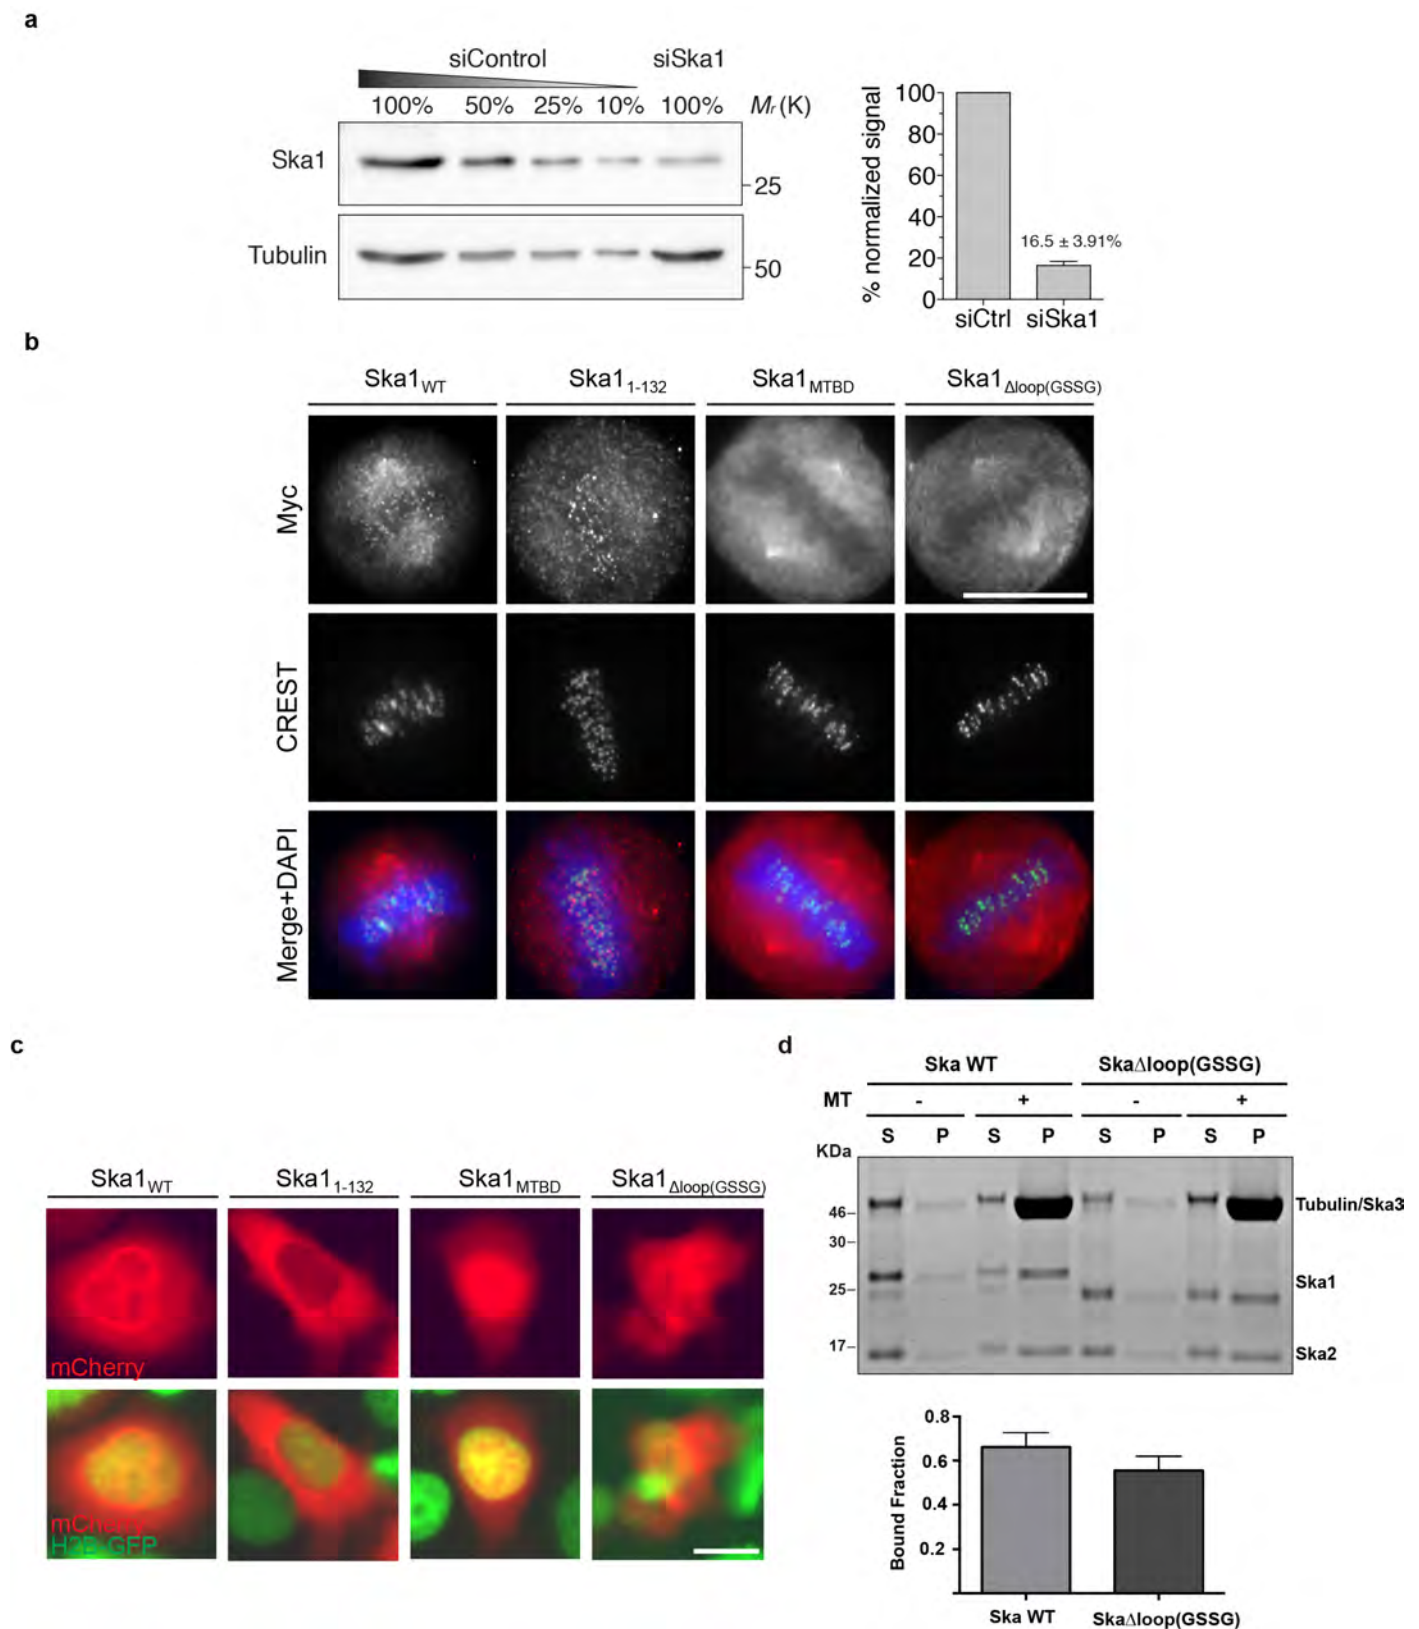 a
siControl siSka1
100% 50% 25% 10% 100% Mr (K)
Ska1
25
Tubulin
50
% normalized signal
100
80
60
40
20
0
16.5 ± 3.91%
siCtrl siSka1
b
Ska1WT Ska11-132 Ska1MTBD Ska1Δloop(GSSG)
Myc
CREST
Merge+DAPI
c
Ska1WT Ska11-132 Ska1MTBD Ska1Δloop(GSSG)
mCherry
mCherry
H2B-GFP
d
Ska WT SkaΔloop(GSSG)
MT - + - +
KDa S P S P S P S P
46
30
25
17
Tubulin/Ska3
Ska1
Ska2
Bound Fraction
0.8
0.6
0.4
0.2
Ska WT SkaΔloop(GSSG)